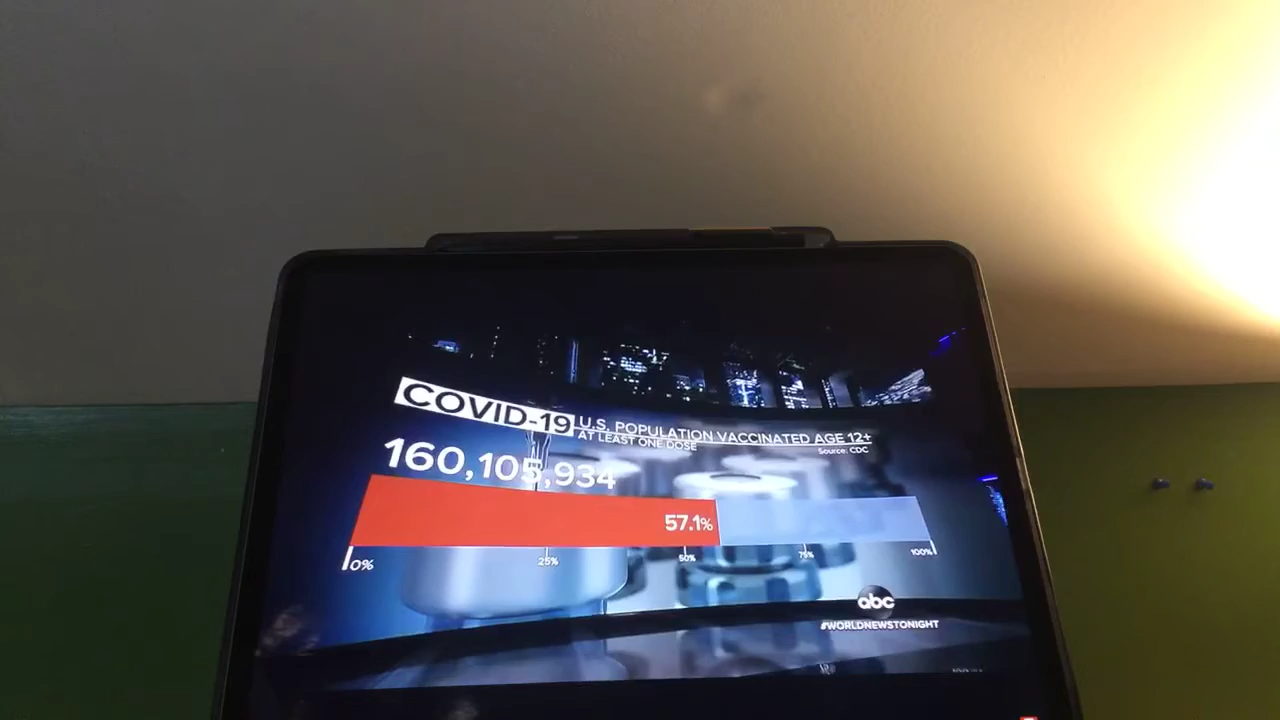 COVID-19
U.S. POPULATION VACCINATED AGE 12+
AT LEAST ONE DOSE
Source: CDC
160,105,934
57.1%
0%
25%
50%
75%
100%
abc
#WORLDNEWSTONIGHT